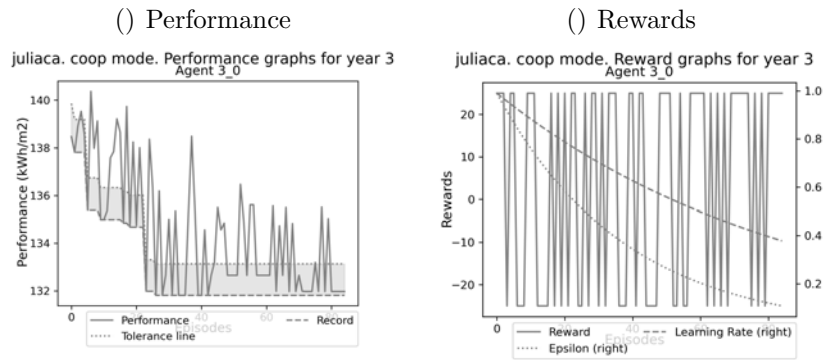 () Performance
() Rewards
juliaca. coop mode. Performance graphs for year 3
Agent 3_0
Performance (kWh/m2)
140
138
136
134
132
0
20
40
60
80
Episodes
Performance
Tolerance line
Record
juliaca. coop mode. Reward graphs for year 3
Agent 3_0
Rewards
20
10
0
−10
−20
1.0
0.8
0.6
0.4
0.2
0
20
40
60
80
Episodes
Reward
Epsilon (right)
Learning Rate (right)